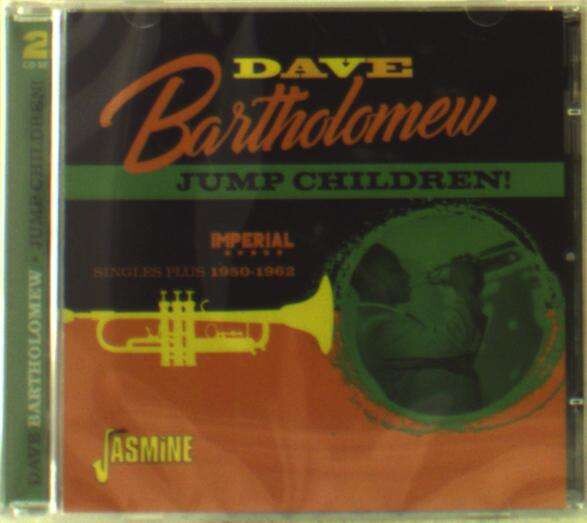 DAVE
Bartholomew
JUMP CHILDREN!
IMPERIAL
SINGLES PLUS 1950-1962
JASMiNE
2
CD SET
DAVE BARTHOLOMEW - JUMP CHILDREN!